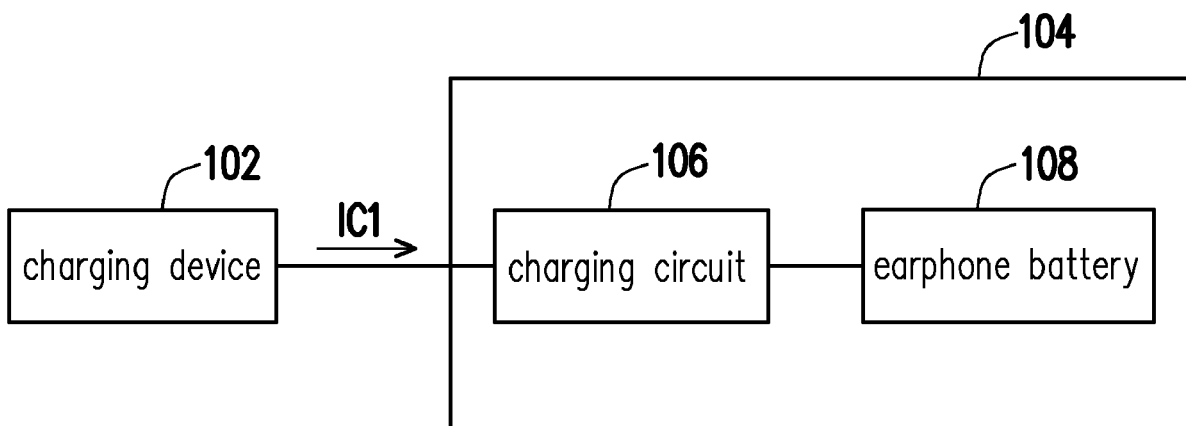 104
102
106
108
IC1
charging device
charging circuit
earphone battery